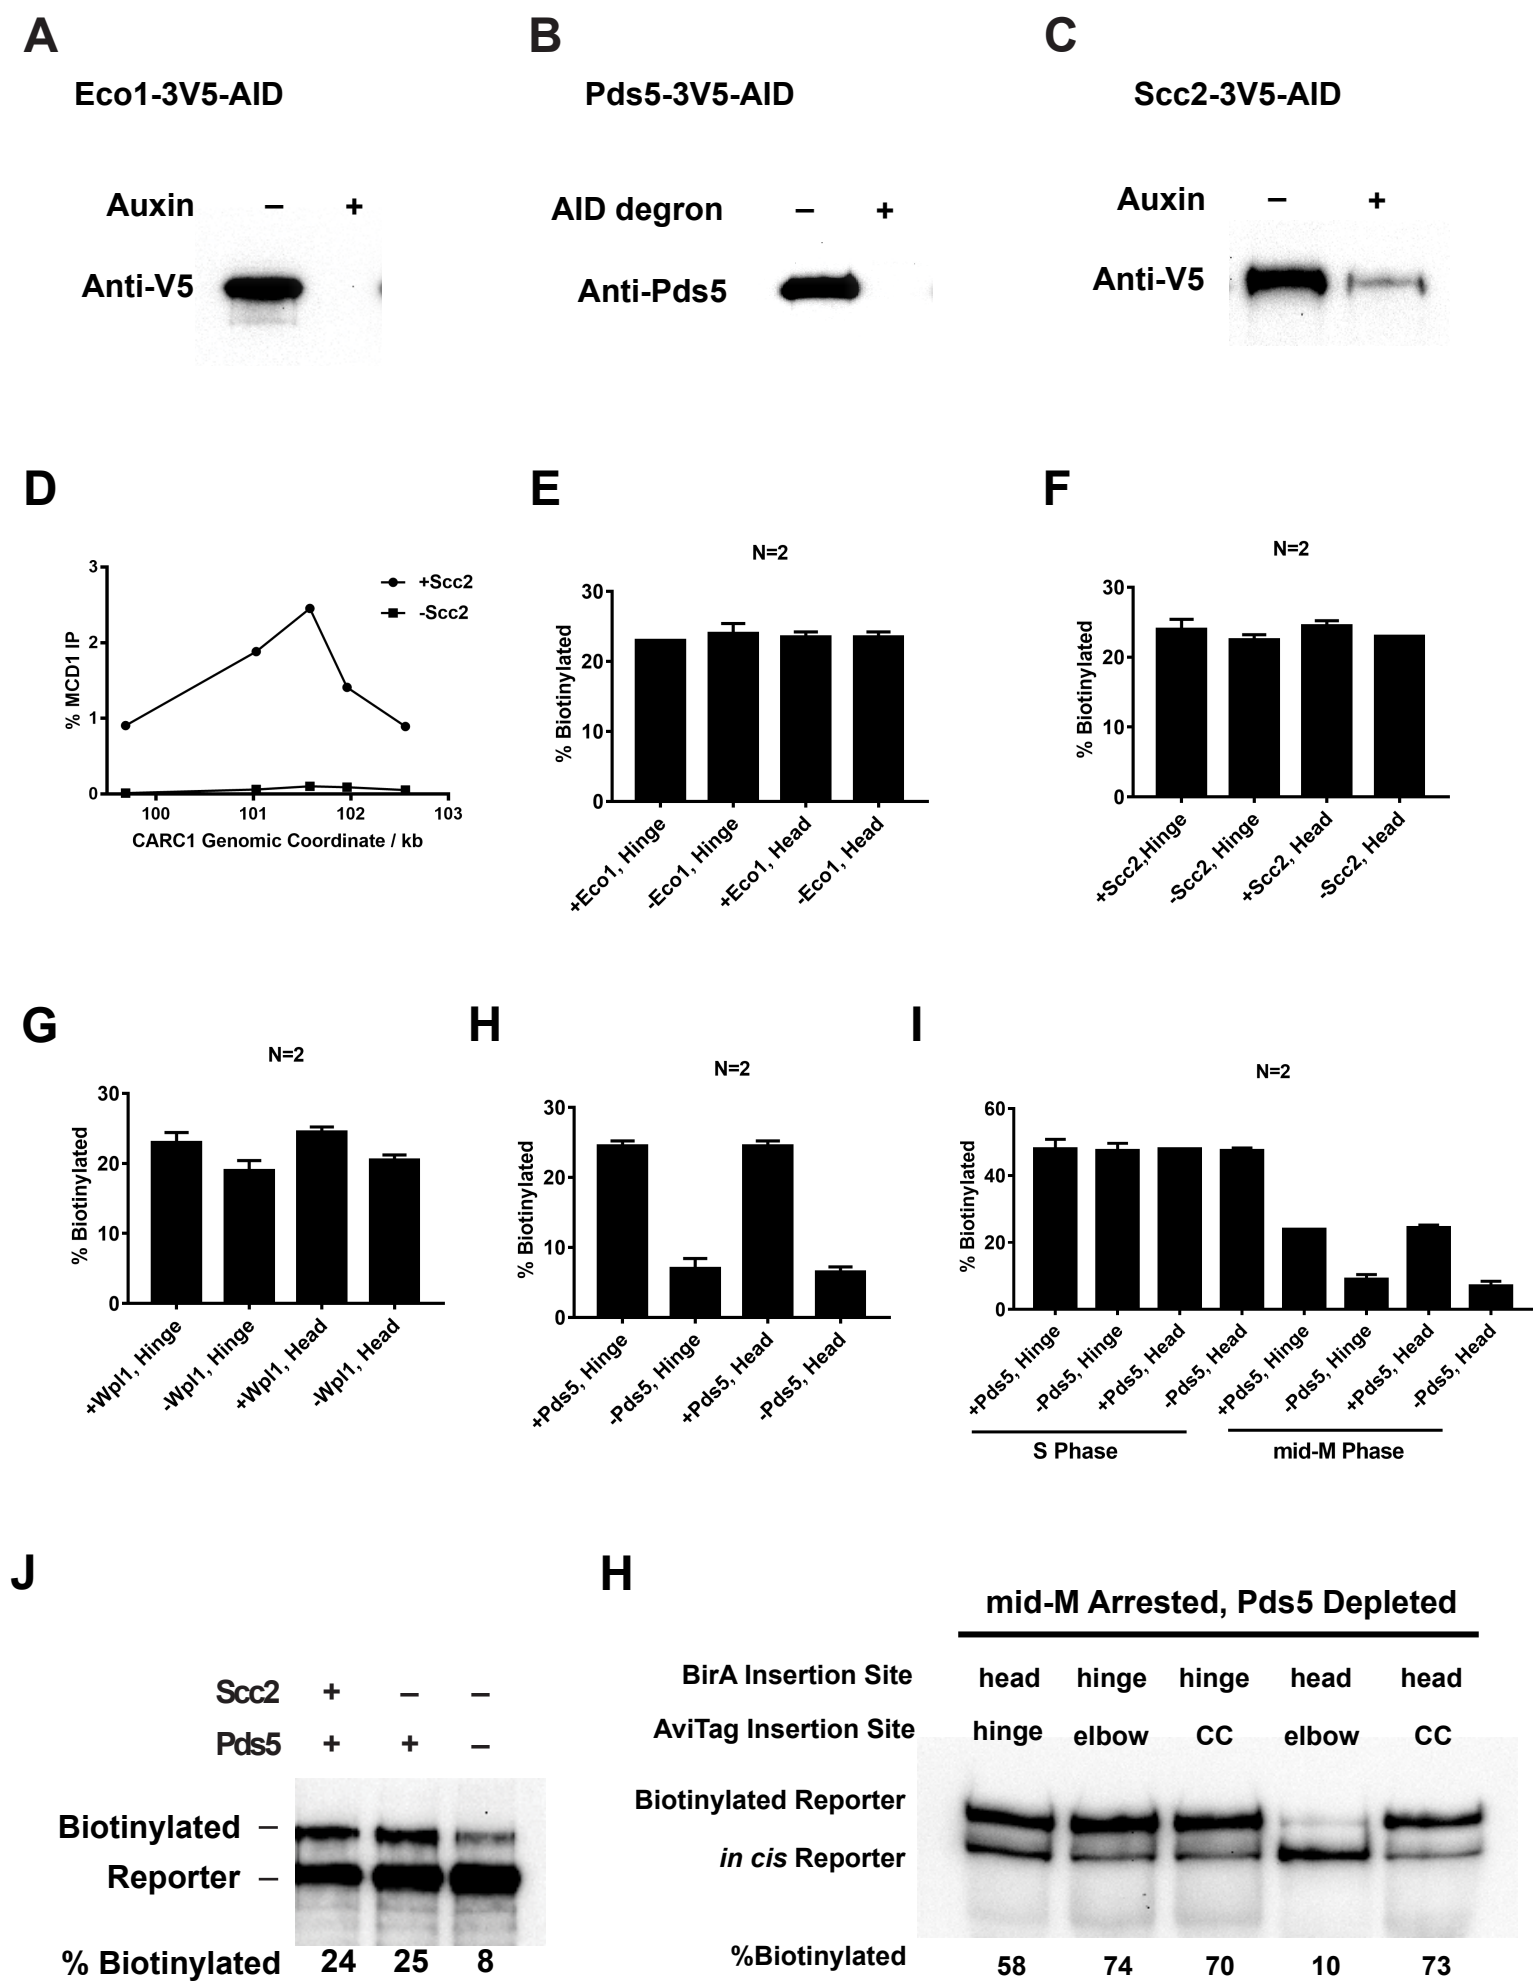 A
B
C
Eco1-3V5-AID
Pds5-3V5-AID
Scc2-3V5-AID
Auxin – +
Anti-V5
AID degron – +
Anti-Pds5
Auxin – +
Anti-V5
D
E
F
3
2
1
0
% MCD1 IP
+Scc2
-Scc2
100 101 102 103
CARC1 Genomic Coordinate / kb
N=2
30
20
10
0
% Biotinylated
+Eco1, Hinge
-Eco1, Hinge
+Eco1, Head
-Eco1, Head
N=2
30
20
10
0
% Biotinylated
+Scc2,Hinge
-Scc2, Hinge
+Scc2, Head
-Scc2, Head
G
H
I
N=2
30
20
10
0
% Biotinylated
+Wpl1, Hinge
-Wpl1, Hinge
+Wpl1, Head
-Wpl1, Head
N=2
30
20
10
0
% Biotinylated
+Pds5, Hinge
-Pds5, Hinge
+Pds5, Head
-Pds5, Head
N=2
60
40
20
0
% Biotinylated
+Pds5, Hinge
-Pds5, Hinge
+Pds5, Head
-Pds5, Head
+Pds5, Hinge
-Pds5, Hinge
+Pds5, Head
-Pds5, Head
S Phase
mid-M Phase
J
Scc2 + – –
Pds5 + + –
Biotinylated –
Reporter –
% Biotinylated 24 25 8
H
mid-M Arrested, Pds5 Depleted
BirA Insertion Site head hinge hinge head head
AviTag Insertion Site hinge elbow CC elbow CC
Biotinylated Reporter
in cis Reporter
%Biotinylated 58 74 70 10 73